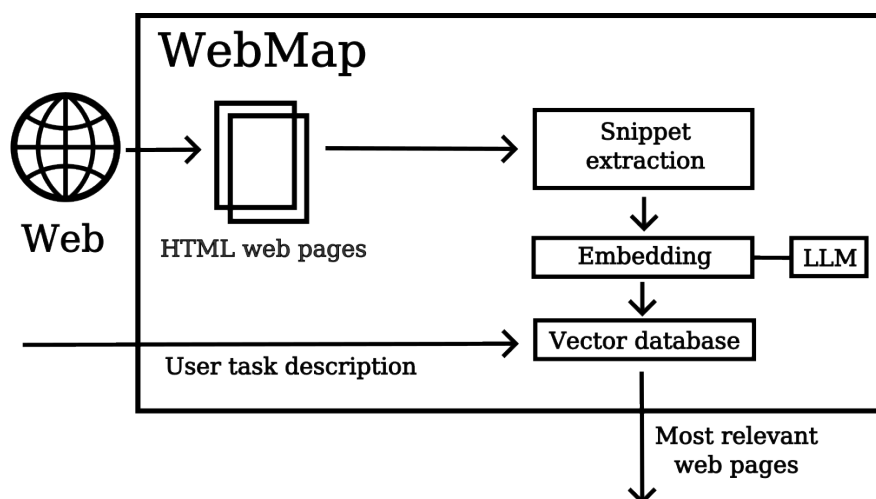 WebMap
Snippet
extraction
Web
HTML web pages
Embedding
LLM
Vector database
User task description
Most relevant
web pages